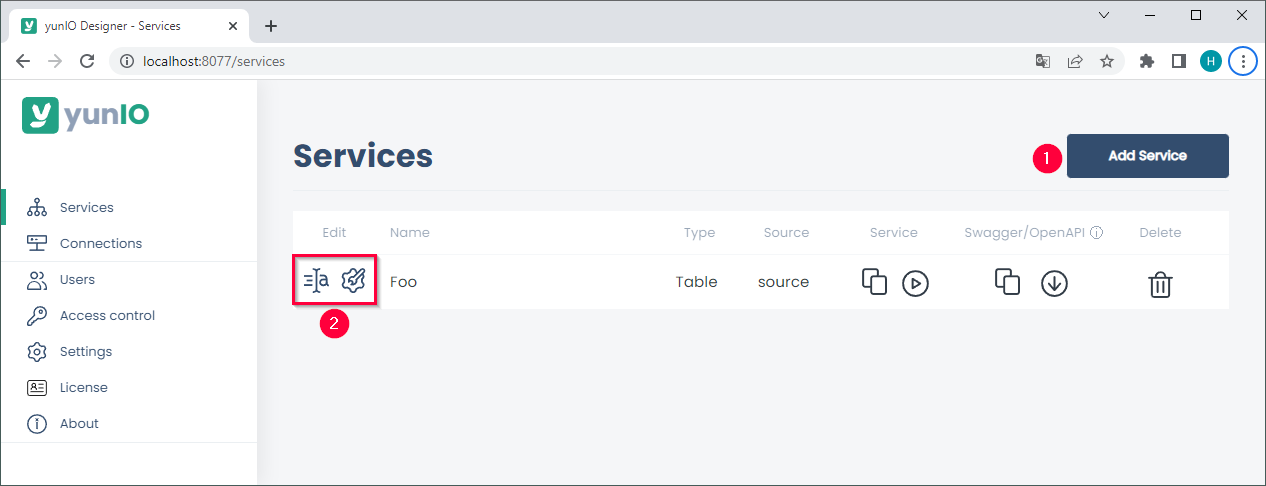 yunIO Designer - Services
localhost:8077/services
H
yunIO
Services
Connections
Users
Access control
Settings
License
About
Services
1
Add Service
Edit Name Type Source Service Swagger/OpenAPI Delete
Foo Table source
2